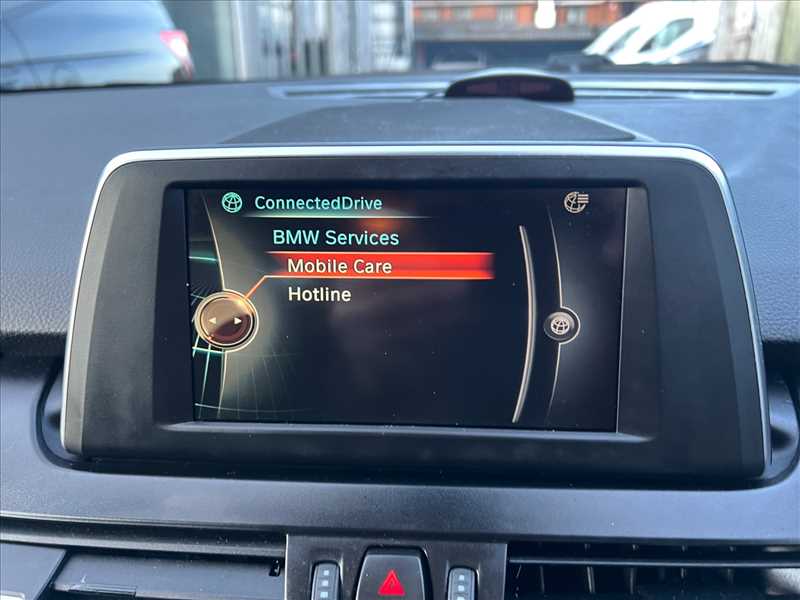 ConnectedDrive
BMW Services
Mobile Care
Hotline